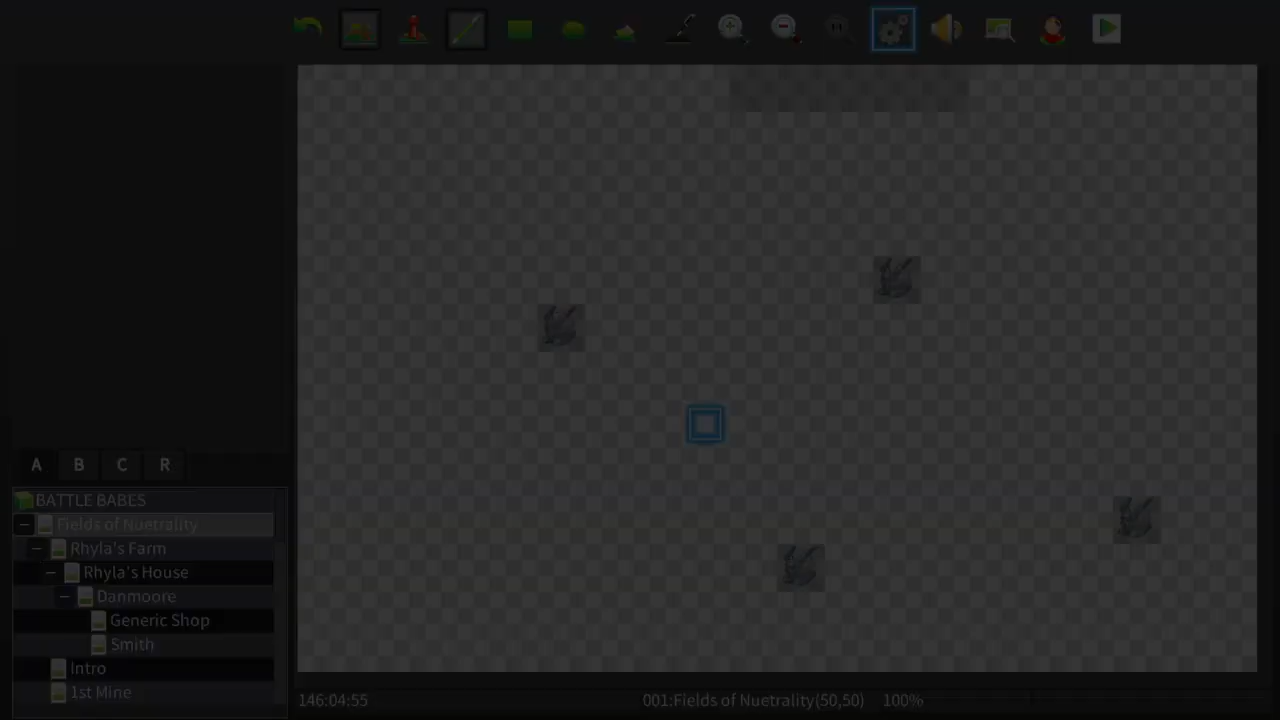 A B C R
BATTLE BABES
Fields of Nuetrality
Rhyla's Farm
Rhyla's House
Danmoore
Generic Shop
Smith
Intro
1st Mine
146:04:55 001:Fields of Nuetrality(50,50) 100%